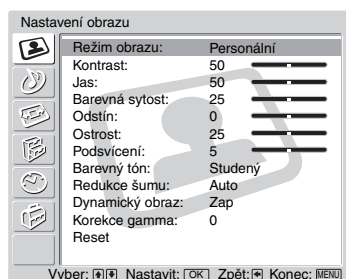 Nastavení obrazu
Režim obrazu: Personální
Kontrast: 50
Jas: 50
Barevná sytost: 25
Odstín: 0
Ostrost: 25
Podsvícení: 5
Barevný tón: Studený
Redukce šumu: Auto
Dynamický obraz: Zap
Korekce gamma: 0
Reset
Vyber: Nastavit: OK Zpět: Konec: MENU